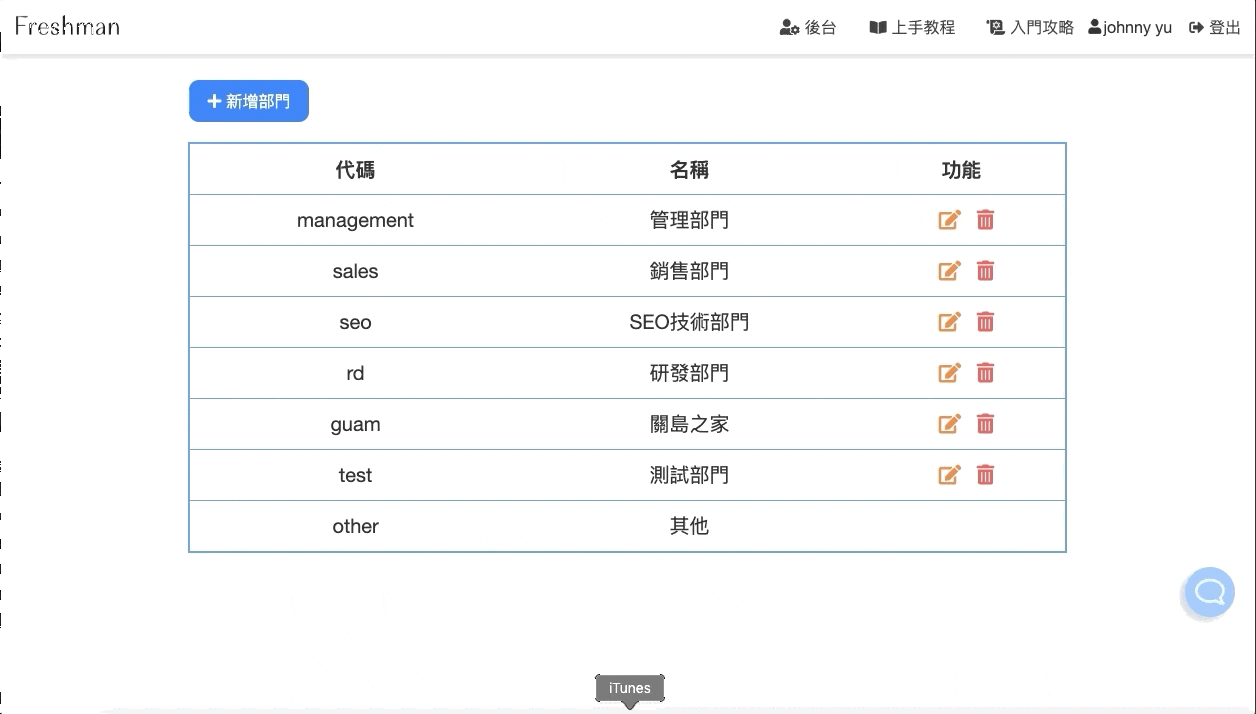 Freshman
後台 上手教程 入門攻略 johnny yu 登出
新增部門
代碼 名稱 功能
management 管理部門
sales 銷售部門
seo SEO技術部門
rd 研發部門
guam 關島之家
test 測試部門
other 其他
iTunes